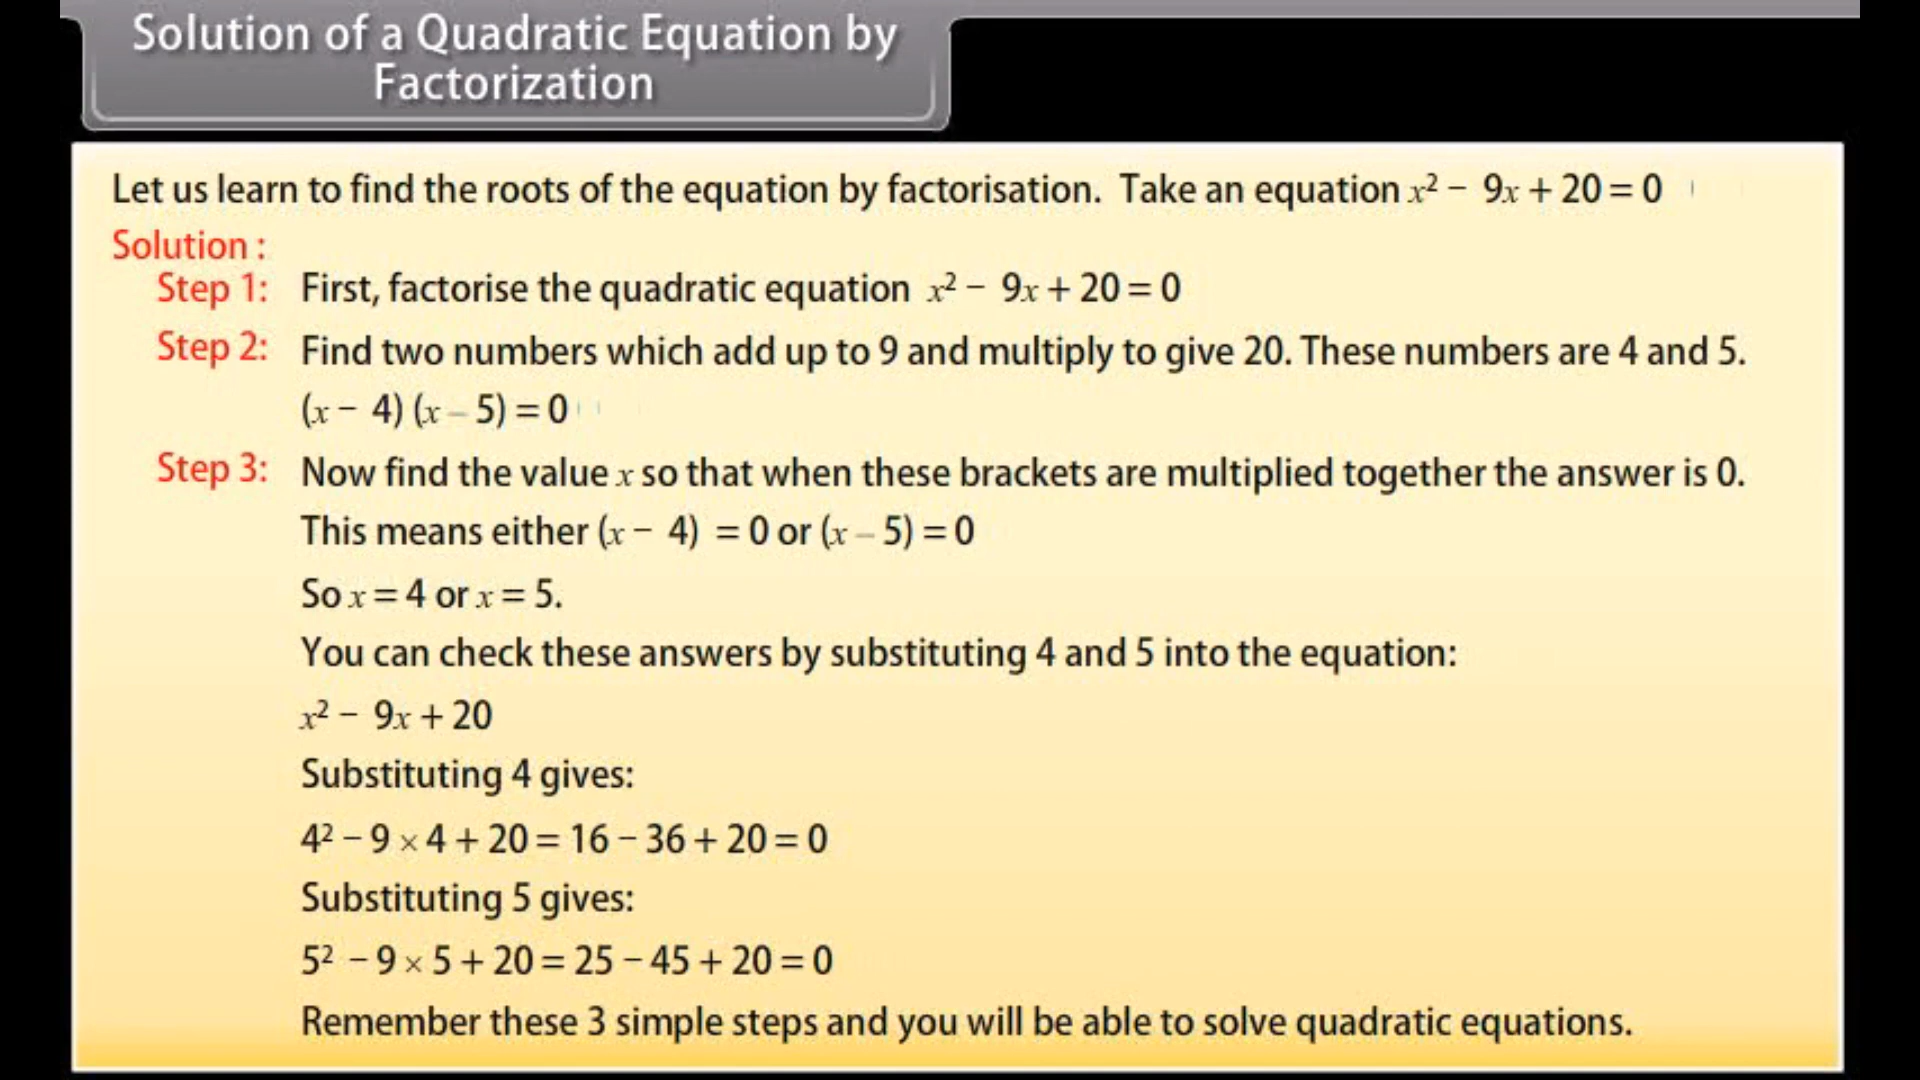 Solution of a Quadratic Equation by
Factorization
Let us learn to find the roots of the equation by factorisation. Take an equation x² − 9x + 20 = 0
Solution :
Step 1: First, factorise the quadratic equation x² − 9x + 20 = 0
Step 2: Find two numbers which add up to 9 and multiply to give 20. These numbers are 4 and 5.
(x − 4) (x − 5) = 0
Step 3: Now find the value x so that when these brackets are multiplied together the answer is 0.
This means either (x − 4) = 0 or (x − 5) = 0
So x = 4 or x = 5.
You can check these answers by substituting 4 and 5 into the equation:
x² − 9x + 20
Substituting 4 gives:
4² − 9 × 4 + 20 = 16 − 36 + 20 = 0
Substituting 5 gives:
5² − 9 × 5 + 20 = 25 − 45 + 20 = 0
Remember these 3 simple steps and you will be able to solve quadratic equations.